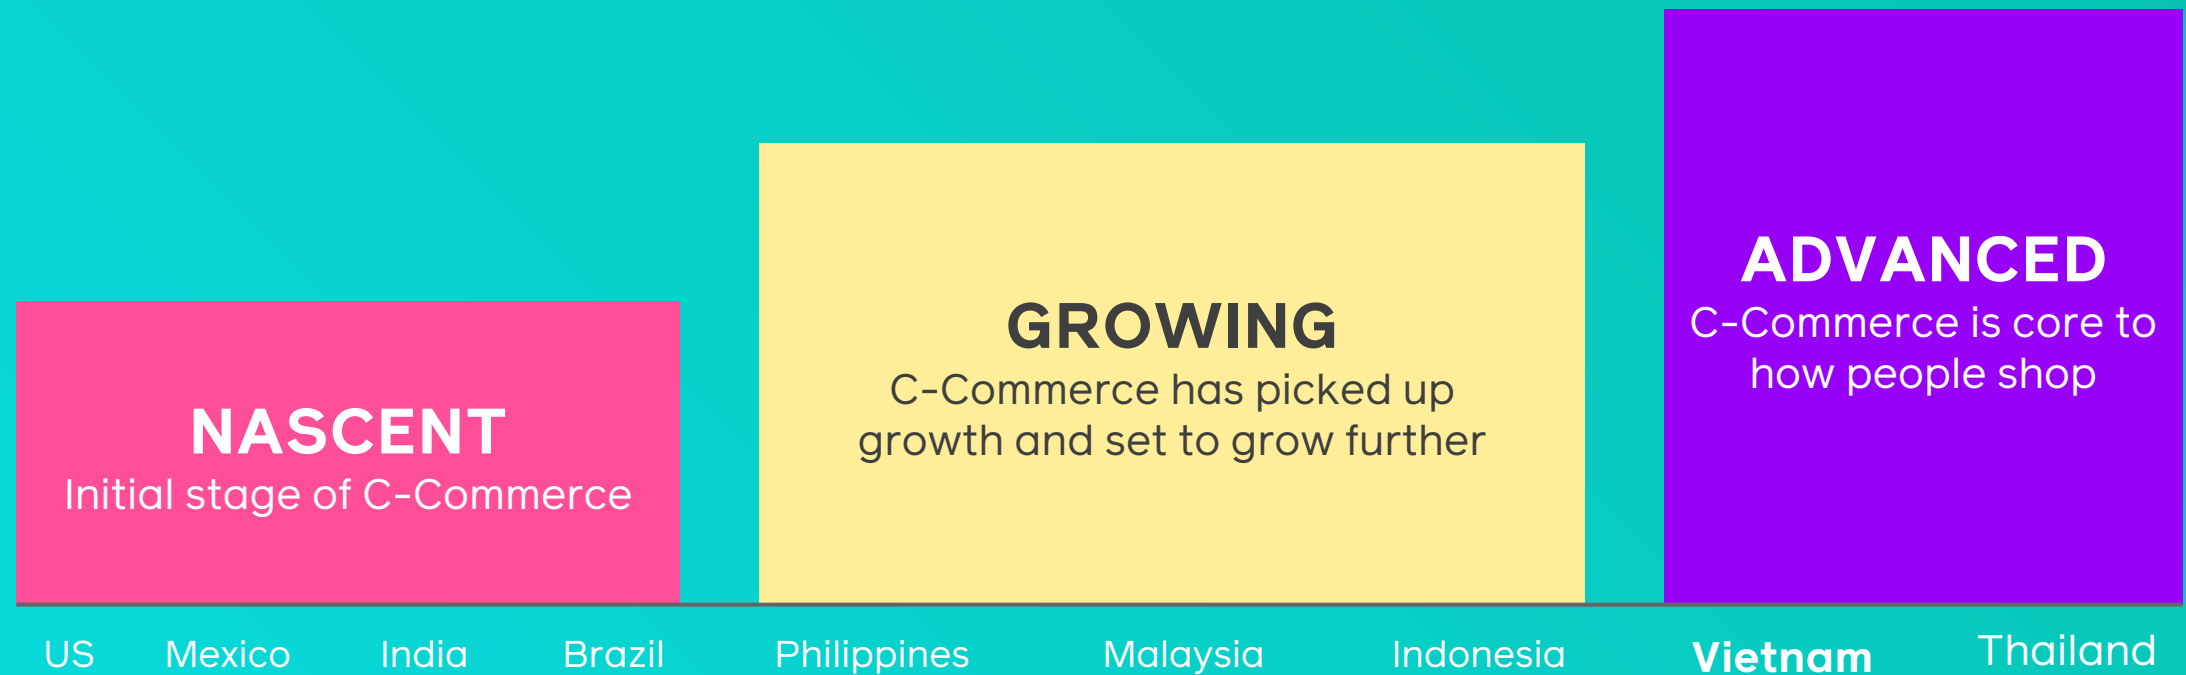 NASCENT
Initial stage of C-Commerce
GROWING
C-Commerce has picked up
growth and set to grow further
ADVANCED
C-Commerce is core to
how people shop
US Mexico India Brazil Philippines Malaysia Indonesia Vietnam Thailand